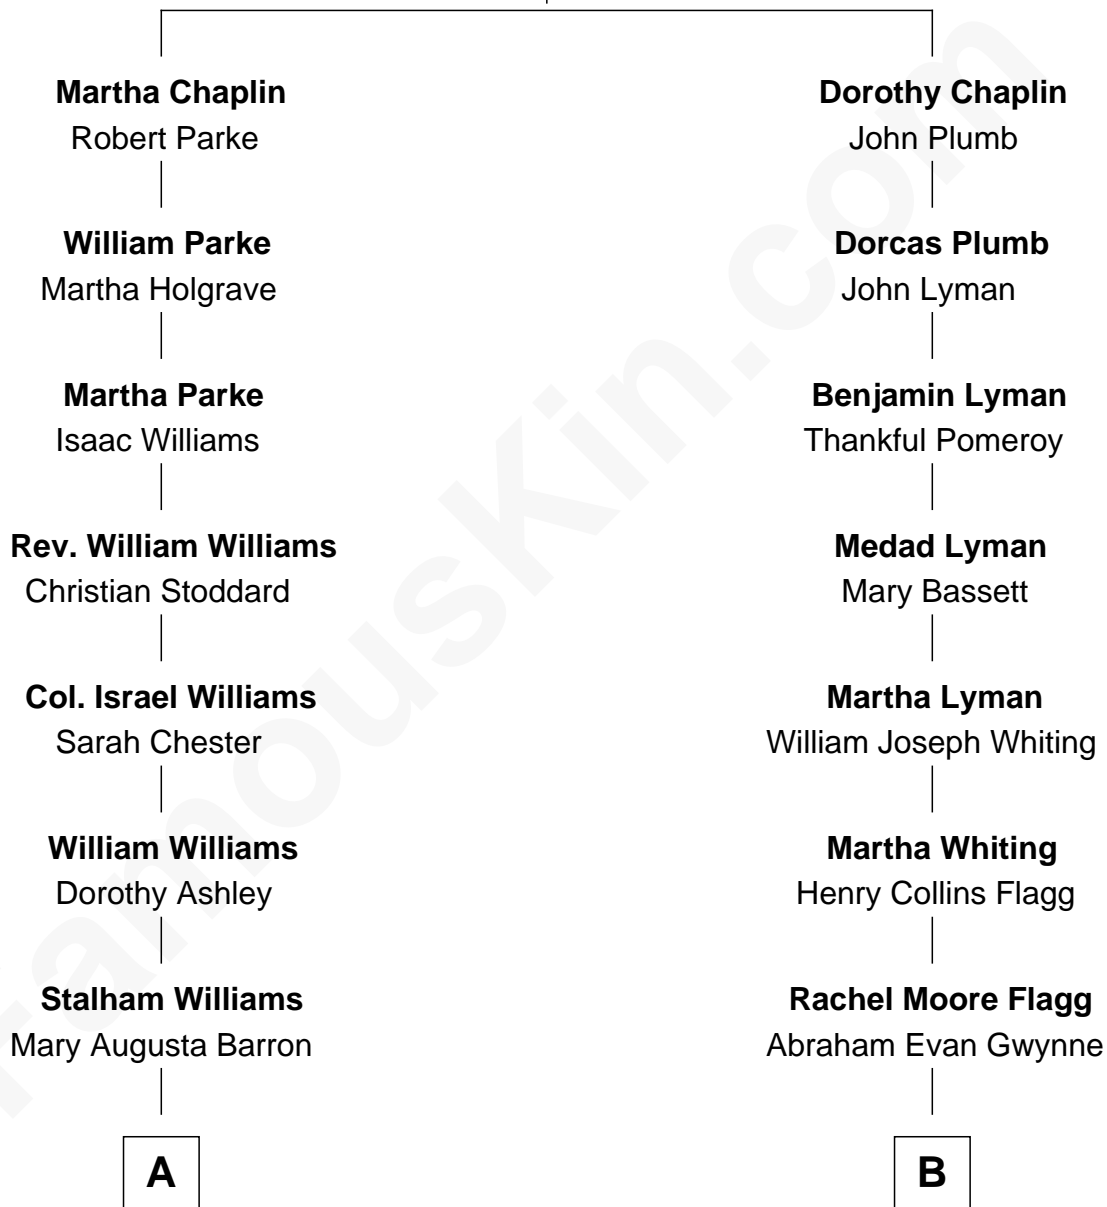 Martha Chaplin
Robert Parke
Dorothy Chaplin
John Plumb
William Parke
Martha Holgrave
Dorcas Plumb
John Lyman
Martha Parke
Isaac Williams
Benjamin Lyman
Thankful Pomeroy
Rev. William Williams
Christian Stoddard
Medad Lyman
Mary Bassett
Col. Israel Williams
Sarah Chester
Martha Lyman
William Joseph Whiting
William Williams
Dorothy Ashley
Martha Whiting
Henry Collins Flagg
Stalham Williams
Mary Augusta Barron
Rachel Moore Flagg
Abraham Evan Gwynne
A
B
FamousKin.com